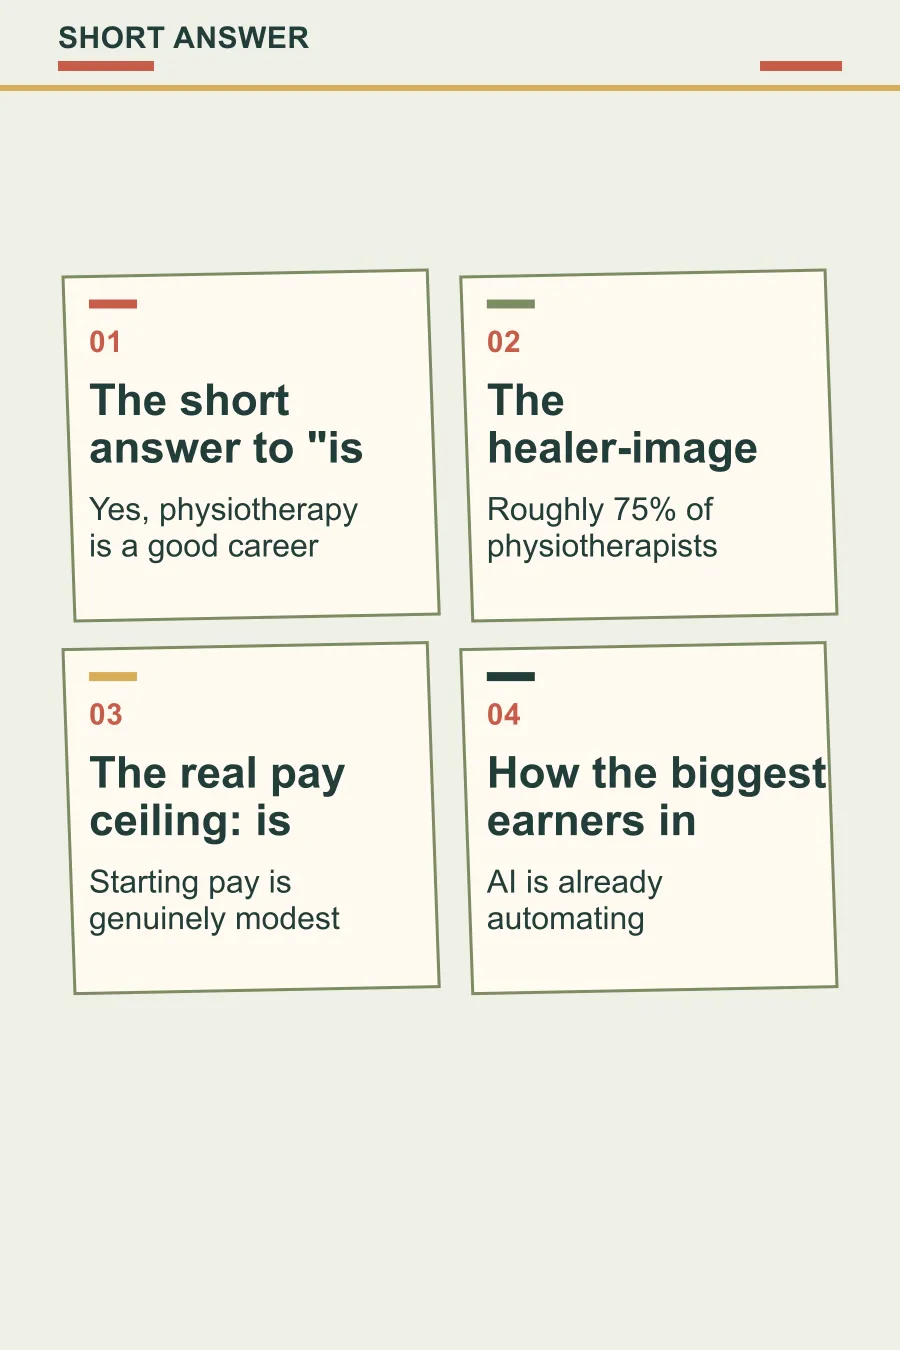 SHORT ANSWER
01
The short
answer to "is
Yes, physiotherapy
is a good career
02
The
healer-image
Roughly 75% of
physiotherapists
03
The real pay
ceiling: is
Starting pay is
genuinely modest
04
How the biggest
earners in
AI is already
automating